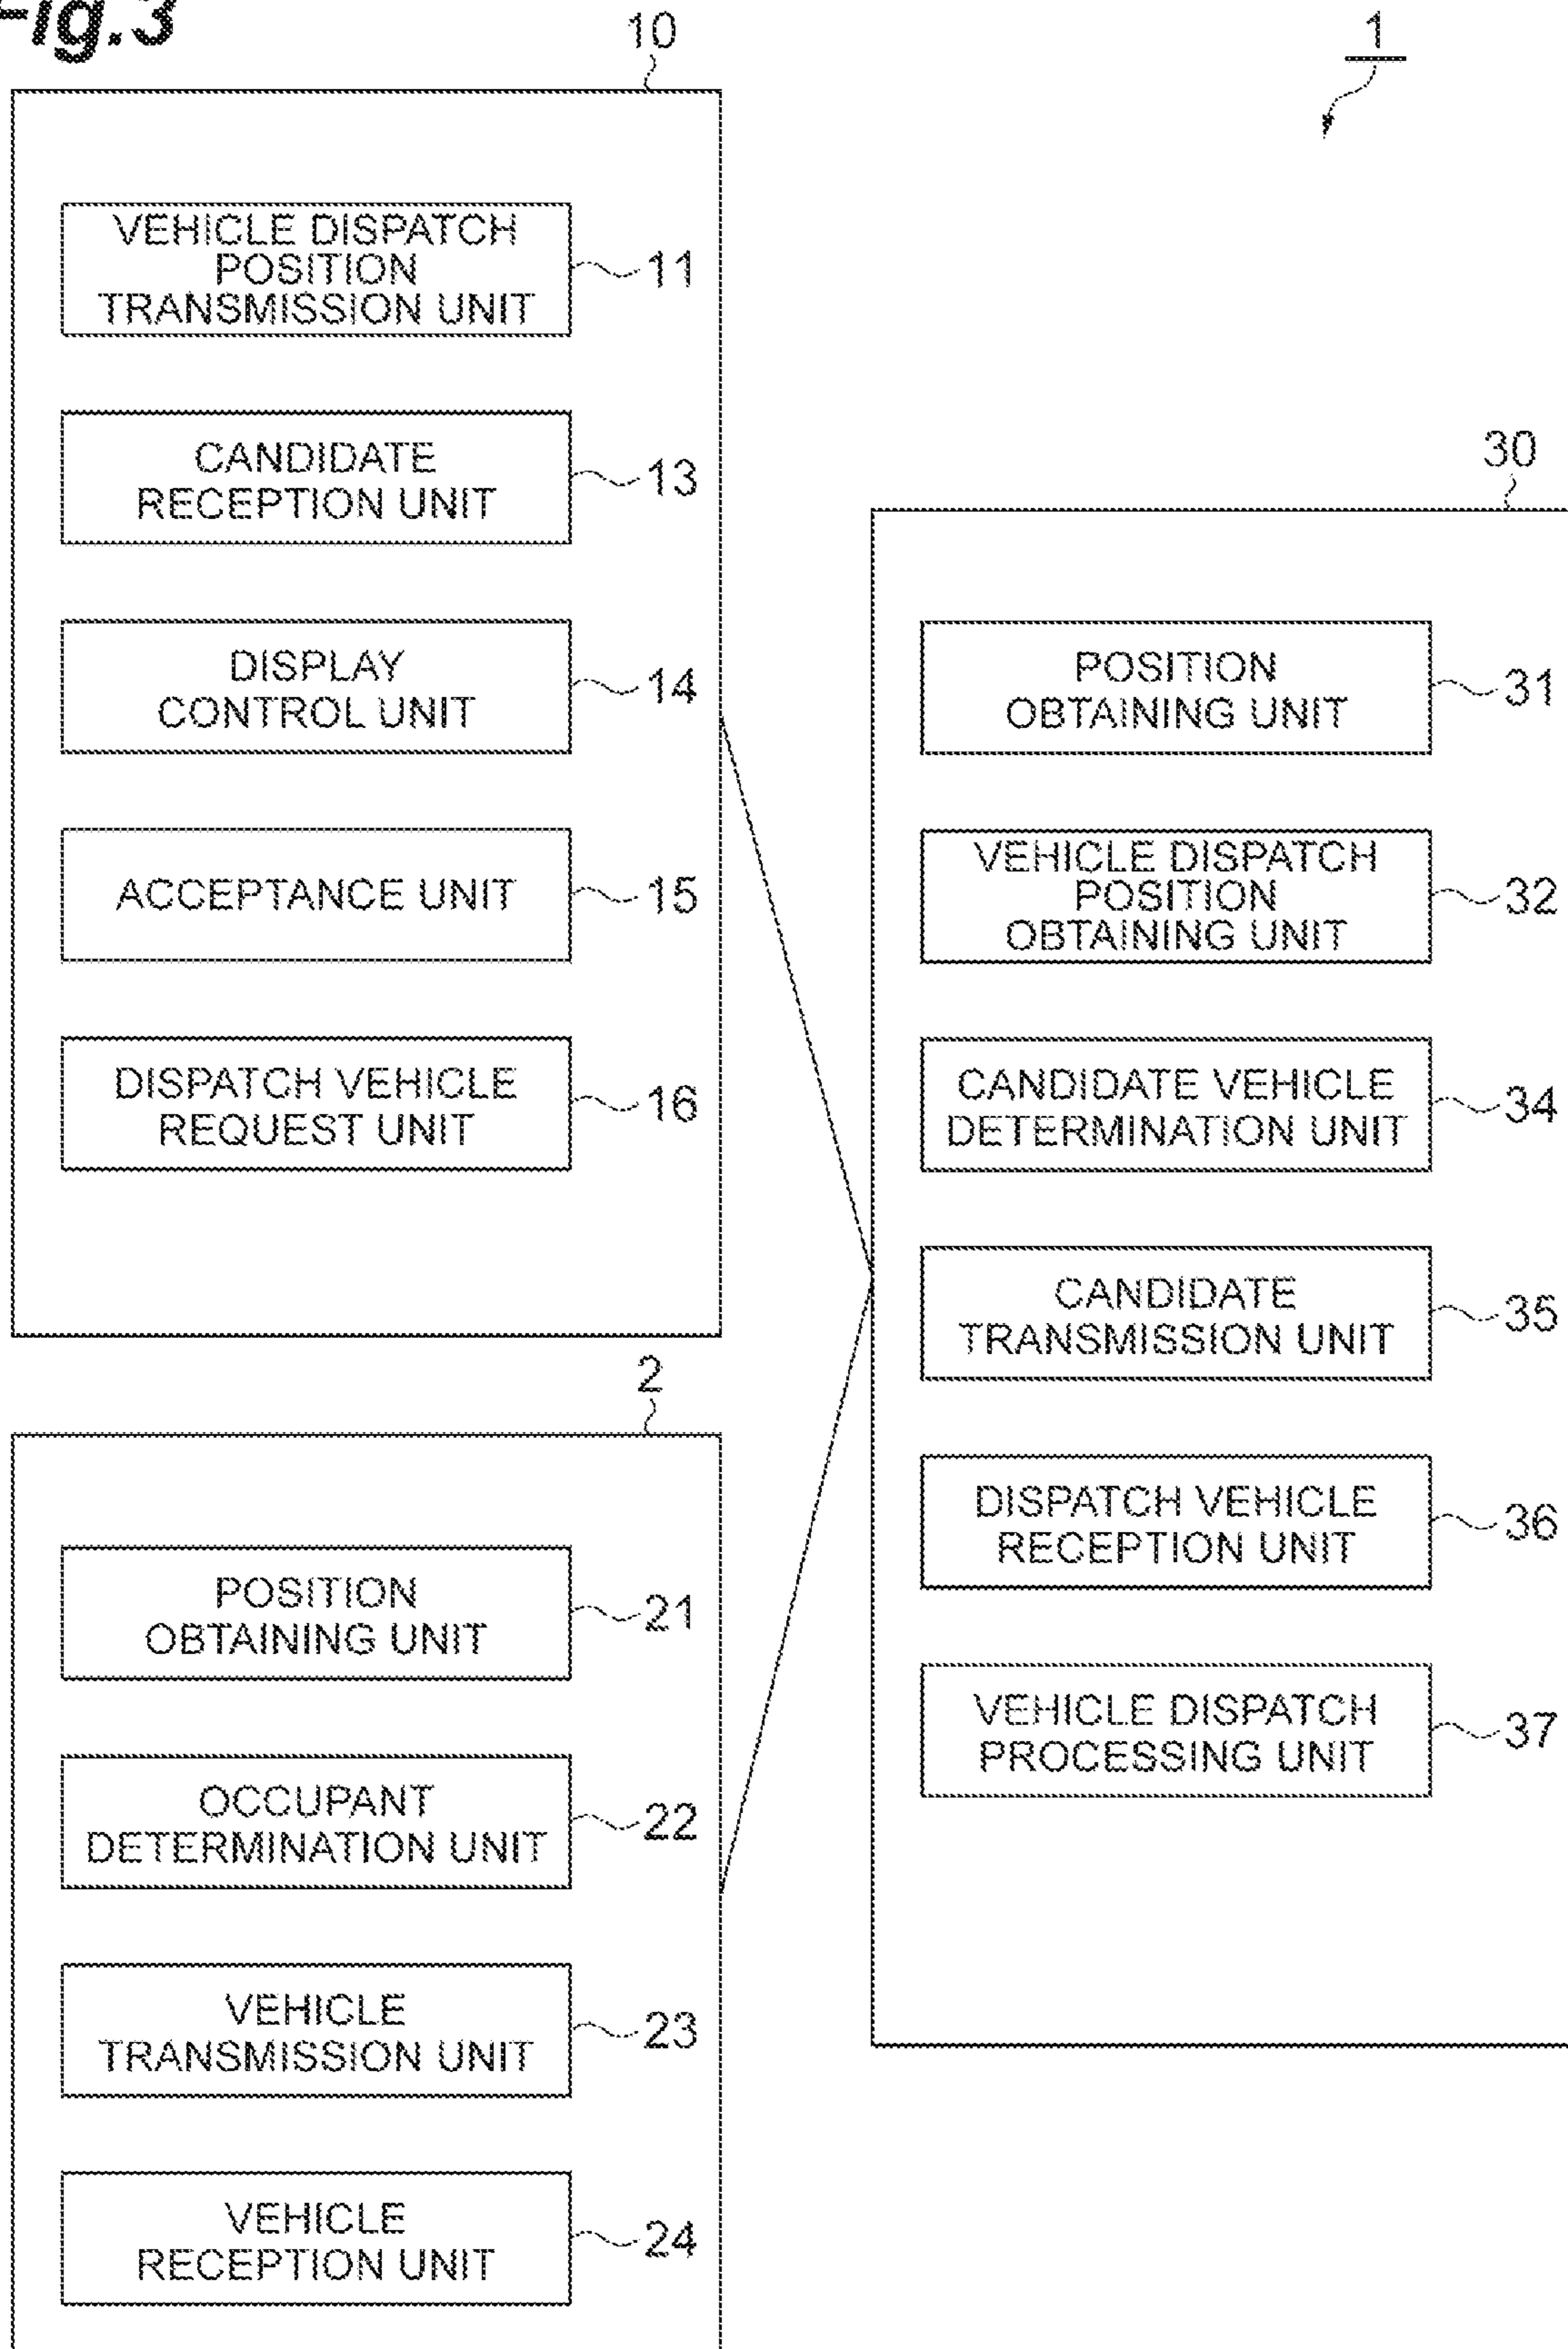 Fig.3
1
10
VEHICLE DISPATCH
POSITION
TRANSMISSION UNIT
11
CANDIDATE
RECEPTION UNIT
13
DISPLAY
CONTROL UNIT
14
ACCEPTANCE UNIT
15
DISPATCH VEHICLE
REQUEST UNIT
16
2
POSITION
OBTAINING UNIT
21
OCCUPANT
DETERMINATION UNIT
22
VEHICLE
TRANSMISSION UNIT
23
VEHICLE
RECEPTION UNIT
24
30
POSITION
OBTAINING UNIT
31
VEHICLE DISPATCH
POSITION
OBTAINING UNIT
32
CANDIDATE VEHICLE
DETERMINATION UNIT
34
CANDIDATE
TRANSMISSION UNIT
35
DISPATCH VEHICLE
RECEPTION UNIT
36
VEHICLE DISPATCH
PROCESSING UNIT
37